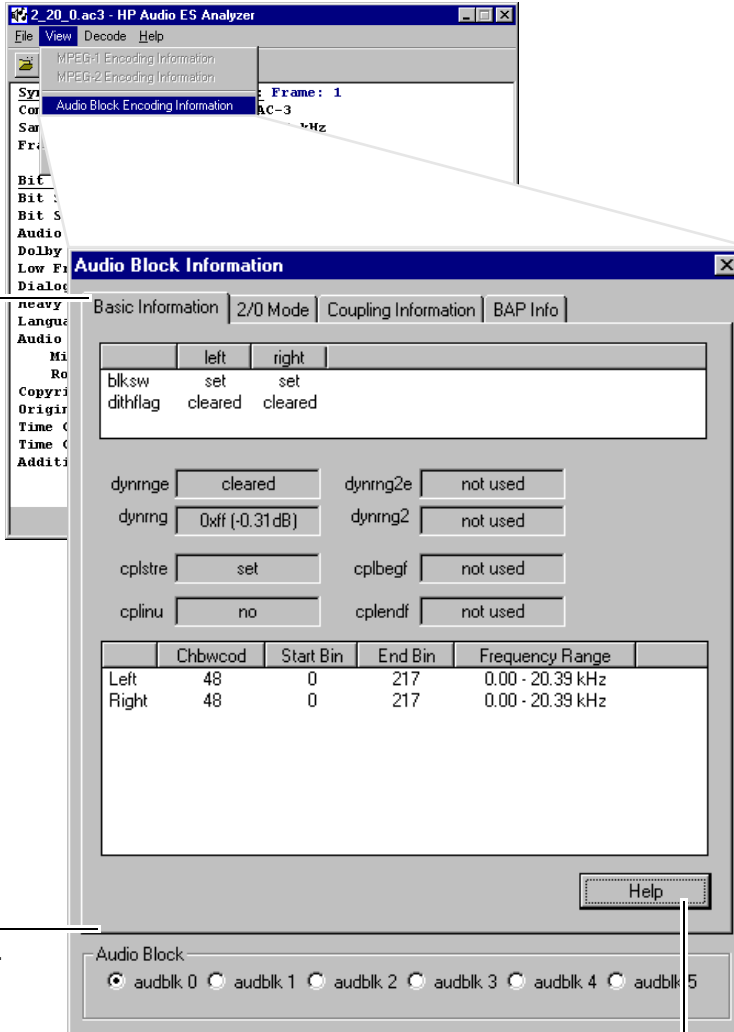 2_20_0.ac3 - HP Audio ES Analyzer
File View Decode Help
MPEG-1 Encoding Information
MPEG-2 Encoding Information
Audio Block Encoding Information
Frame: 1
AC-3
kHz
Bit
Bit
Bit S
Audio
Dolby
Low
Heavy
Audio
Time
Time
Audio Block Information
Basic Information 2/0 Mode Coupling Information BAP Info
left right
blksw set set
dithflag cleared cleared
dynrnge cleared dynrng2e not used
dynrng 0xff (-0.31dB) dynrng2 not used
cplstre set cplbegf not used
cplinu no cplendf not used
Chbwcod Start Bin End Bin Frequency Range
Left 48 0 217 0.00 - 20.39 kHz
Right 48 0 217 0.00 - 20.39 kHz
Help
Audio Block
audblk 0 audblk 1 audblk 2 audblk 3 audblk 4 audblk 5